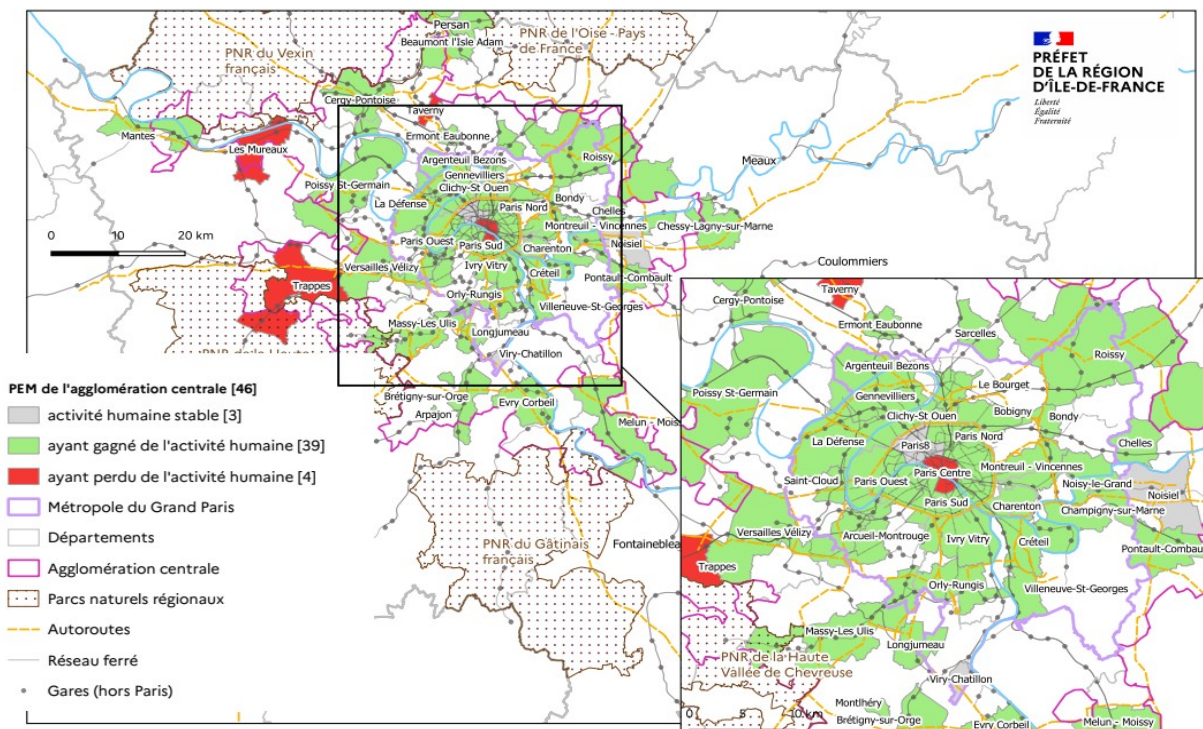 Persan
Beaumont l'Isle Adam
PNR de l'Oise - Pays
de France
PNR du Vexin
français
PRÉFET
DE LA RÉGION
D'ÎLE-DE-FRANCE
Liberté
Égalité
Fraternité
Cergy-Pontoise
Taverny
Mantes
Les Mureaux
Ermont Eaubonne
Argenteuil Bezons
Roissy
Meaux
Gennevilliers
Poissy St-Germain
Clichy-St Ouen
La Défense
Paris Nord
Bondy
Chelles
Montreuil - Vincennes
Chessy-Lagny-sur-Marne
Noisiel
Paris Ouest
Paris Sud
Charenton
0 10 20 km
Versailles Vélizy
Ivry Vitry
Créteil
Pontault-Combault
Coulommiers
Trappes
Orly-Rungis
Villeneuve-St-Georges
Massy-Les Ulis
Longjumeau
Viry-Chatillon
Brétigny-sur-Orge
Arpajon
Evry Corbeil
Melun - Moiss
PNR du Gâtinais
français
Fontaineblea
PEM de l'agglomération centrale [46]
activité humaine stable [3]
ayant gagné de l'activité humaine [39]
ayant perdu de l'activité humaine [4]
Métropole du Grand Paris
Départements
Agglomération centrale
Parcs naturels régionaux
Autoroutes
Réseau ferré
Gares (hors Paris)
Cergy-Pontoise
Taverny
Ermont Eaubonne
Sarcelles
Roissy
Argenteuil Bezons
Poissy St-Germain
Gennevilliers
Le Bourget
Clichy-St Ouen
Bobigny
Bondy
La Défense
Paris8
Paris Nord
Chelles
Paris Centre
Montreuil - Vincennes
Saint-Cloud
Paris Ouest
Noisy-le-Grand
Noisiel
Paris Sud
Charenton
Champigny-sur-Marne
Versailles Vélizy
Arcueil-Montrouge
Ivry Vitry
Créteil
Pontault-Combau
Trappes
Orly-Rungis
Villeneuve-St-Georges
Massy-Les Ulis
Longjumeau
PNR de la Haute
Vallée de Chevreuse
Viry-Chatillon
Montlhéry
0 5 10 km
Brétigny-sur-Orge
Evry Corbeil
Melun - Moissy